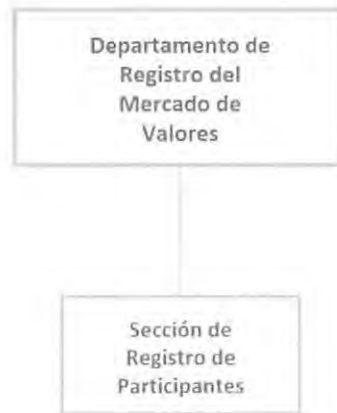 Departamento de
Registro del
Mercado de
Valores
Sección de
Registro de
Participantes